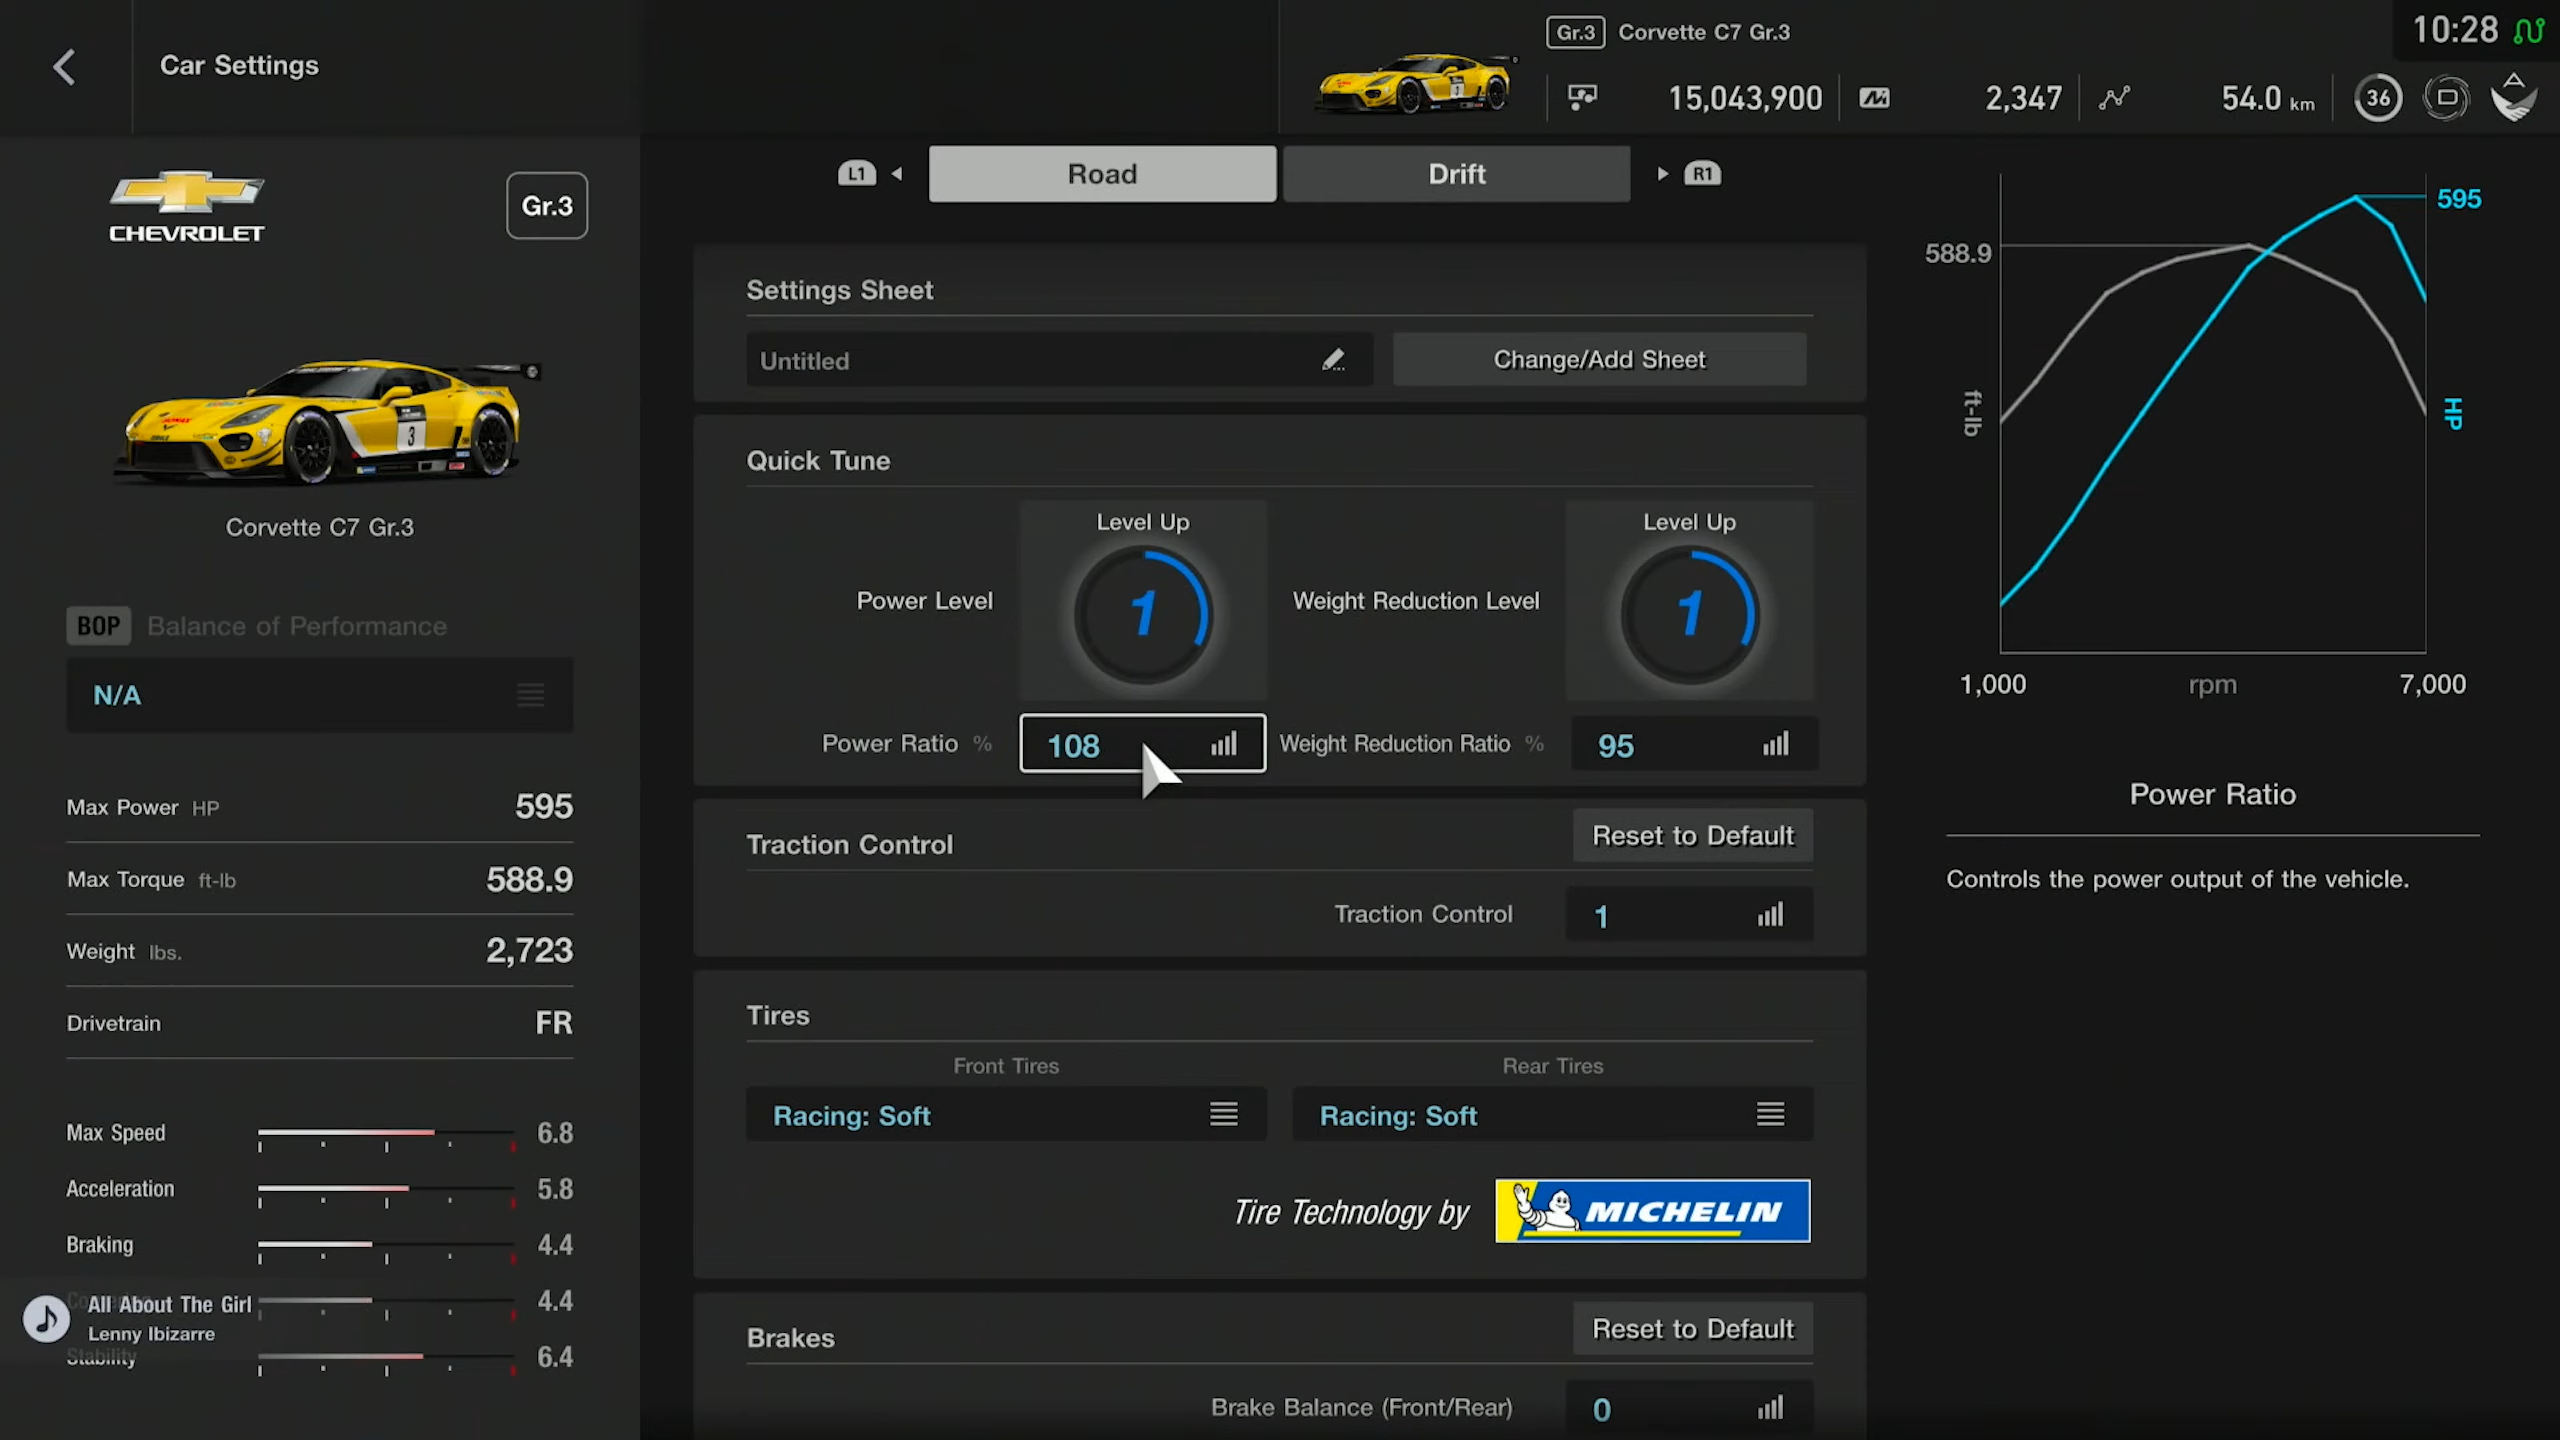 Car Settings
Gr.3 Corvette C7 Gr.3
10:28
15,043,900
2,347
54.0 km
36
CHEVROLET
Gr.3
3
Corvette C7 Gr.3
BOP Balance of Performance
N/A
Max Power HP 595
Max Torque ft-lb 588.9
Weight lbs. 2,723
Drivetrain FR
Max Speed 6.8
Acceleration 5.8
Braking 4.4
4.4
All About The Girl
Lenny Ibizarre
Stability 6.4
L1 Road Drift R1
Settings Sheet
Untitled
Change/Add Sheet
Quick Tune
Power Level
Level Up
1
Weight Reduction Level
Level Up
1
Power Ratio % 108
Weight Reduction Ratio % 95
Traction Control
Reset to Default
Traction Control 1
Tires
Front Tires
Rear Tires
Racing: Soft
Racing: Soft
Tire Technology by MICHELIN
Brakes
Reset to Default
Brake Balance (Front/Rear) 0
595
588.9
ft-lb
HP
1,000 rpm 7,000
Power Ratio
Controls the power output of the vehicle.